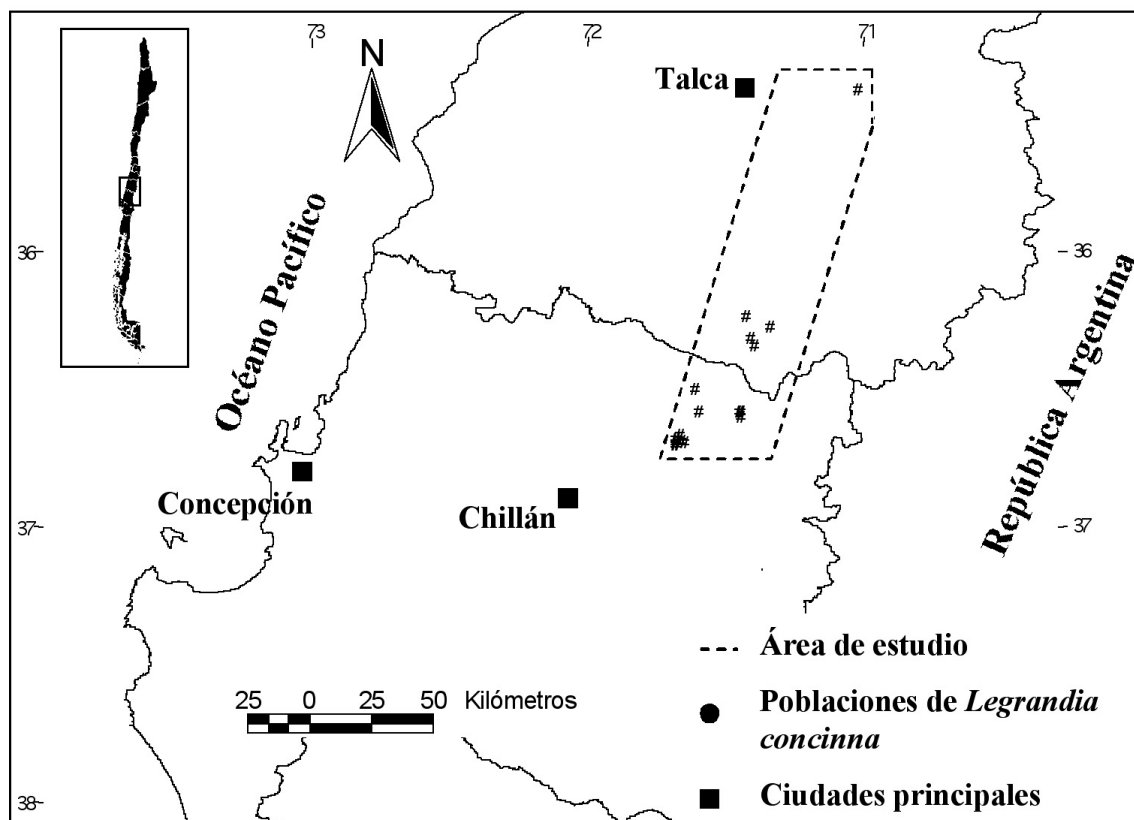 73
72
71
N
Talca
#
36
36
Océano Pacífico
República Argentina
#
#
#
#
#
#
Concepción
Chillán
37
37
Área de estudio
25 0 25 50 Kilómetros
Poblaciones de Legrandia
concinna
Ciudades principales
38